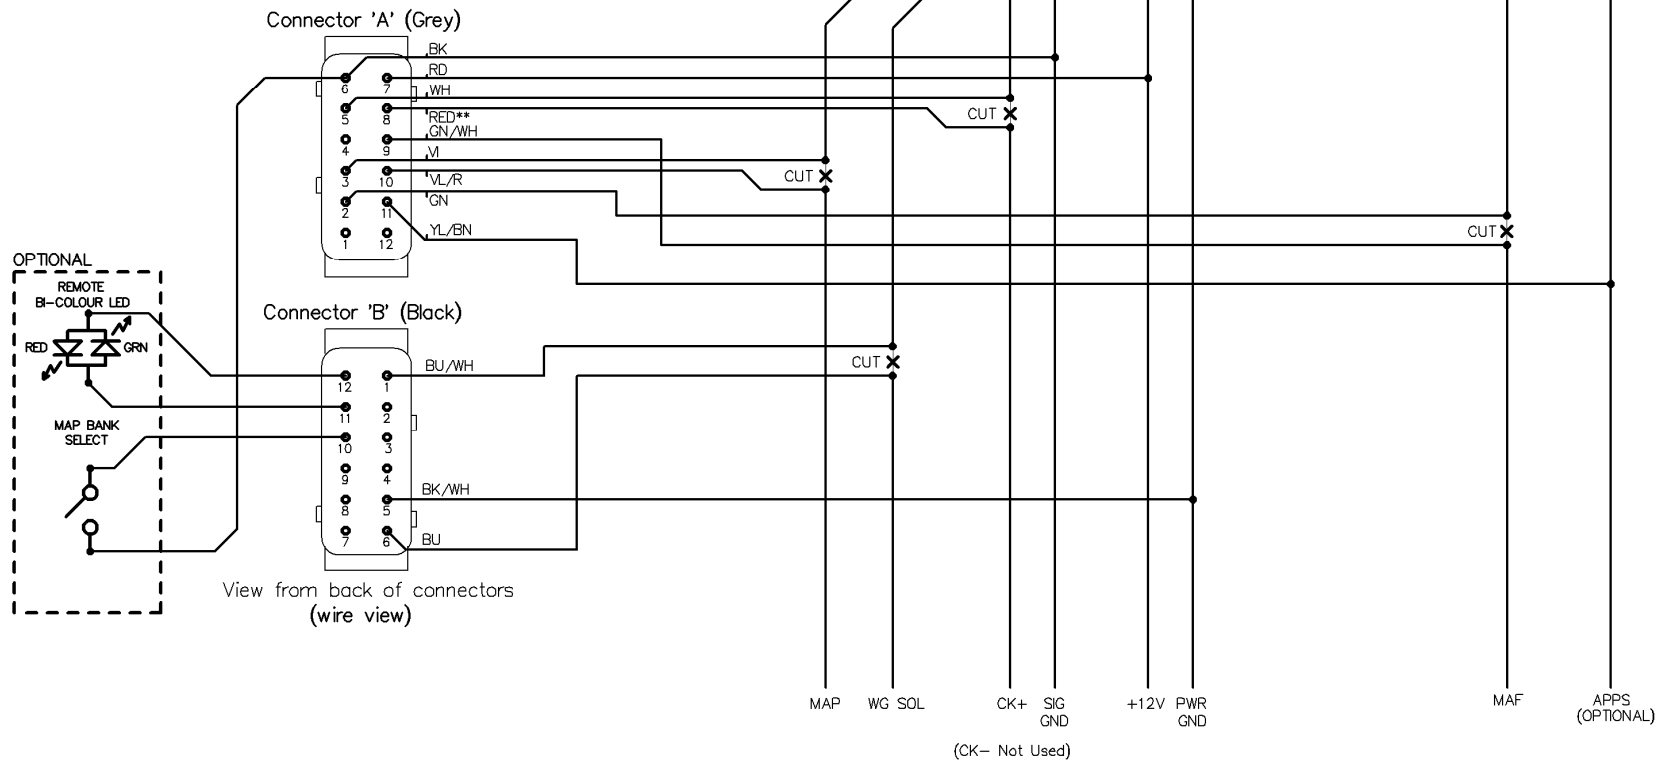 Connector 'A' (Grey)
BK
6 7
RD
WH
5 8
RED**
CUT
GN/WH
4 9
VI
3 10
VL/R
CUT
2 11
GN
1 12
YL/BN
CUT
OPTIONAL
REMOTE
BI-COLOUR LED
RED GRN
Connector 'B' (Black)
BU/WH
CUT
12 1
11 2
MAP BANK
SELECT
10 3
9 4
BK/WH
8 5
7 6
BU
View from back of connectors
(wire view)
MAP WG SOL CK+ SIG
GND
+12V PWR
GND
MAF APPS
(OPTIONAL)
(CK- Not Used)